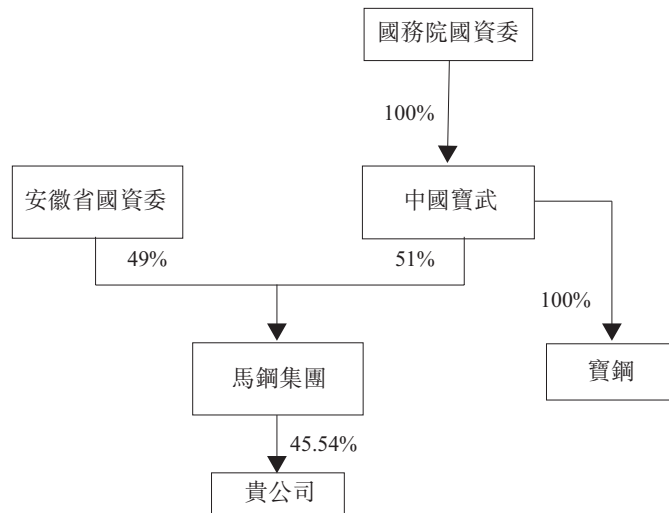 國務院國資委
100%
安徽省國資委
中國寶武
49%
51%
100%
馬鋼集團
寶鋼
45.54%
貴公司